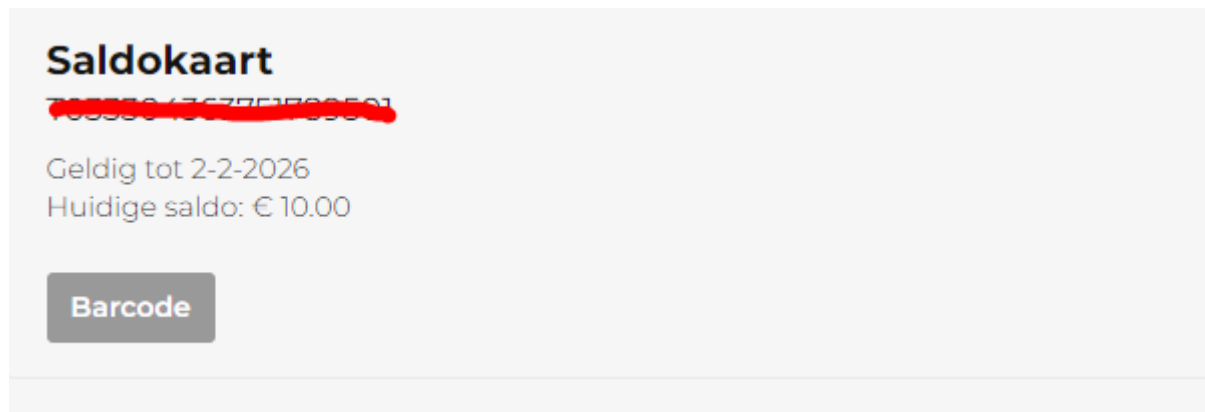 Saldokaart
Geldig tot 2-2-2026
Huidige saldo: € 10.00
Barcode